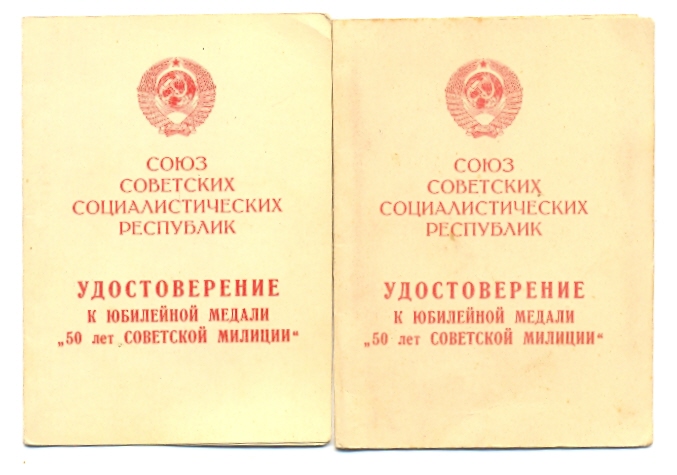 СОЮЗ
СОВЕТСКИХ
СОЦИАЛИСТИЧЕСКИХ
РЕСПУБЛИК
УДОСТОВЕРЕНИЕ
К ЮБИЛЕЙНОЙ МЕДАЛИ
„50 лет СОВЕТСКОЙ МИЛИЦИИ“
СОЮЗ
СОВЕТСКИХ
СОЦИАЛИСТИЧЕСКИХ
РЕСПУБЛИК
УДОСТОВЕРЕНИЕ
К ЮБИЛЕЙНОЙ МЕДАЛИ
„50 лет СОВЕТСКОЙ МИЛИЦИИ“